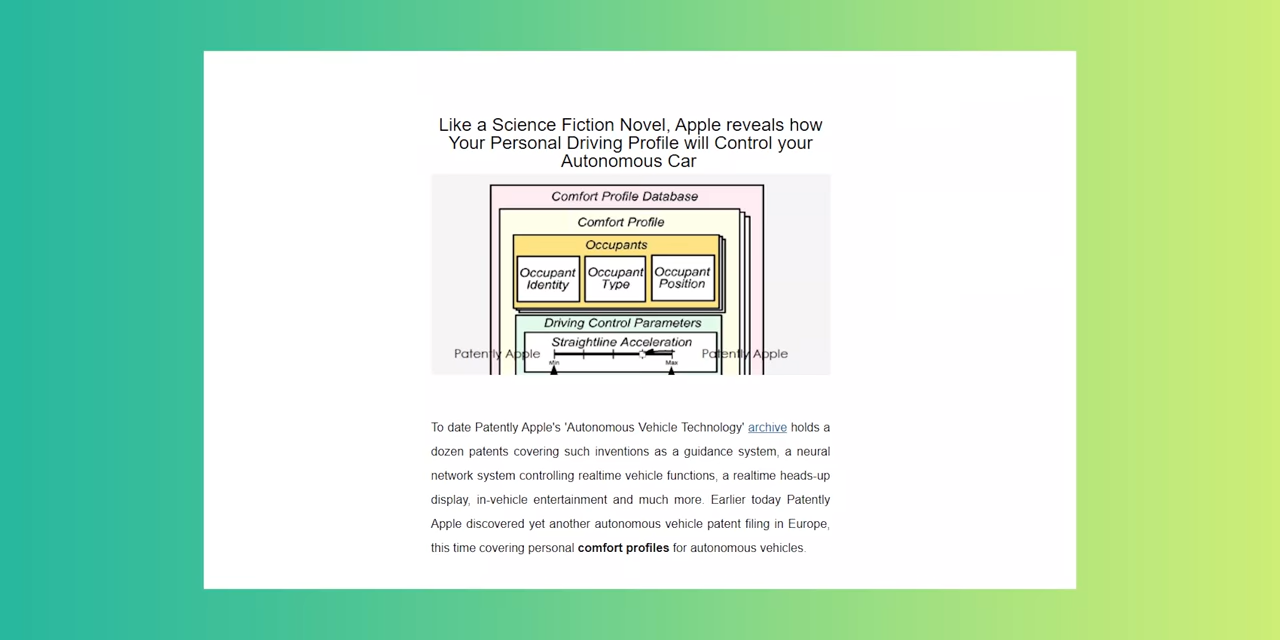 Like a Science Fiction Novel, Apple reveals how
Your Personal Driving Profile will Control your
Autonomous Car
Comfort Profile Database
Comfort Profile
Occupants
Occupant Identity
Occupant Type
Occupant Position
Driving Control Parameters
Straightline Acceleration
Patently Apple
Min
Max
Patently Apple
To date Patently Apple's 'Autonomous Vehicle Technology' archive holds a
dozen patents covering such inventions as a guidance system, a neural
network system controlling realtime vehicle functions, a realtime heads-up
display, in-vehicle entertainment and much more. Earlier today Patently
Apple discovered yet another autonomous vehicle patent filing in Europe,
this time covering personal comfort profiles for autonomous vehicles.